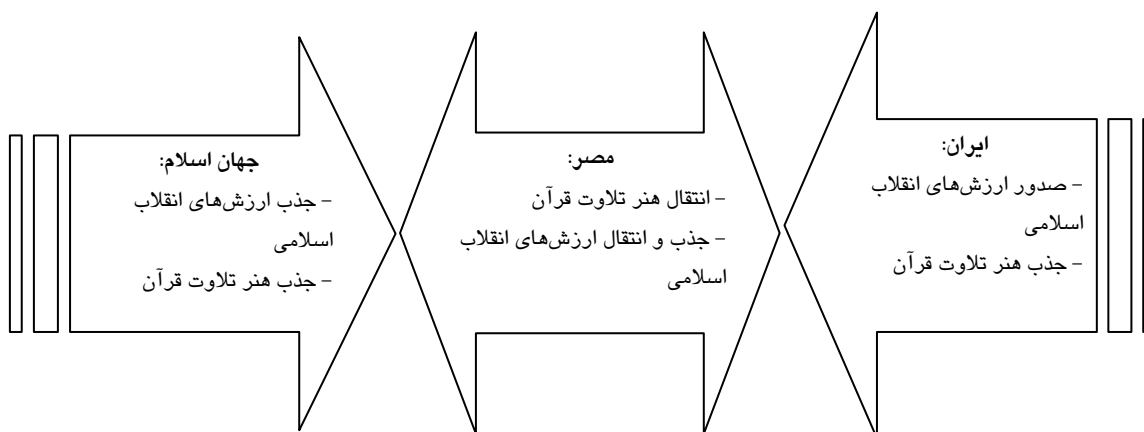 ایران:
– صدور ارزش‌های انقلاب
اسلامی
– جذب هنر تلاوت قرآن
مصر:
– انتقال هنر تلاوت قرآن
– جذب و انتقال ارزش‌های انقلاب
اسلامی
جهان اسلام:
– جذب ارزش‌های انقلاب
اسلامی
– جذب هنر تلاوت قرآن